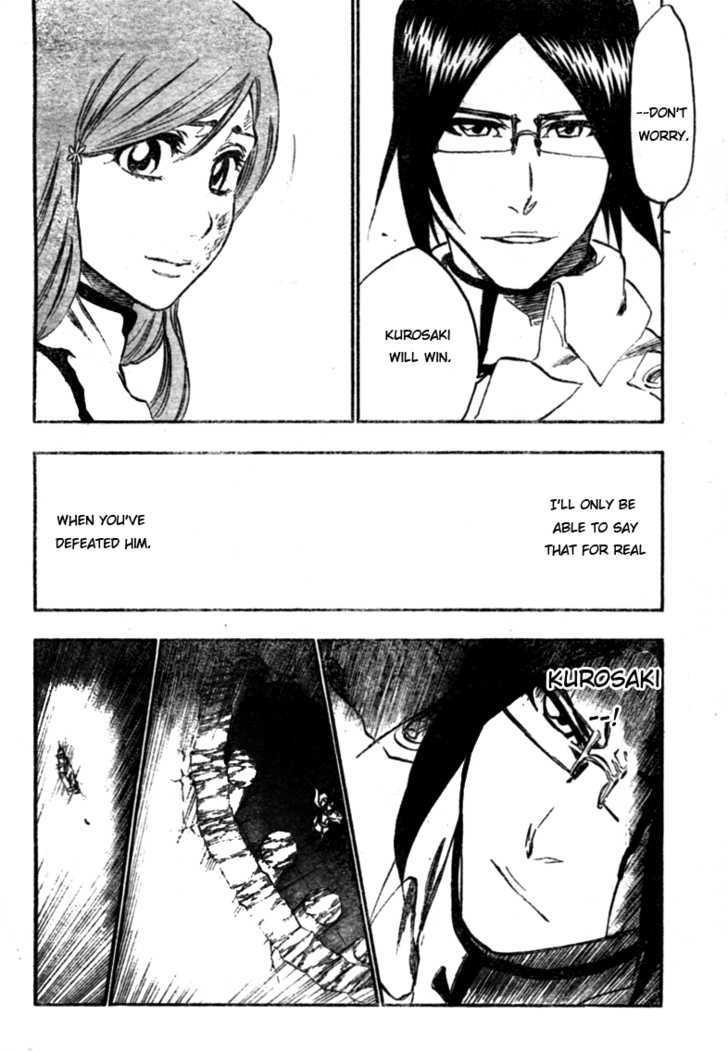 --DON'T
WORRY.
KUROSAKI
WILL WIN.
I'LL ONLY BE
ABLE TO SAY
THAT FOR REAL
WHEN YOU'VE
DEFEATED HIM.
KUROSAKI
--!